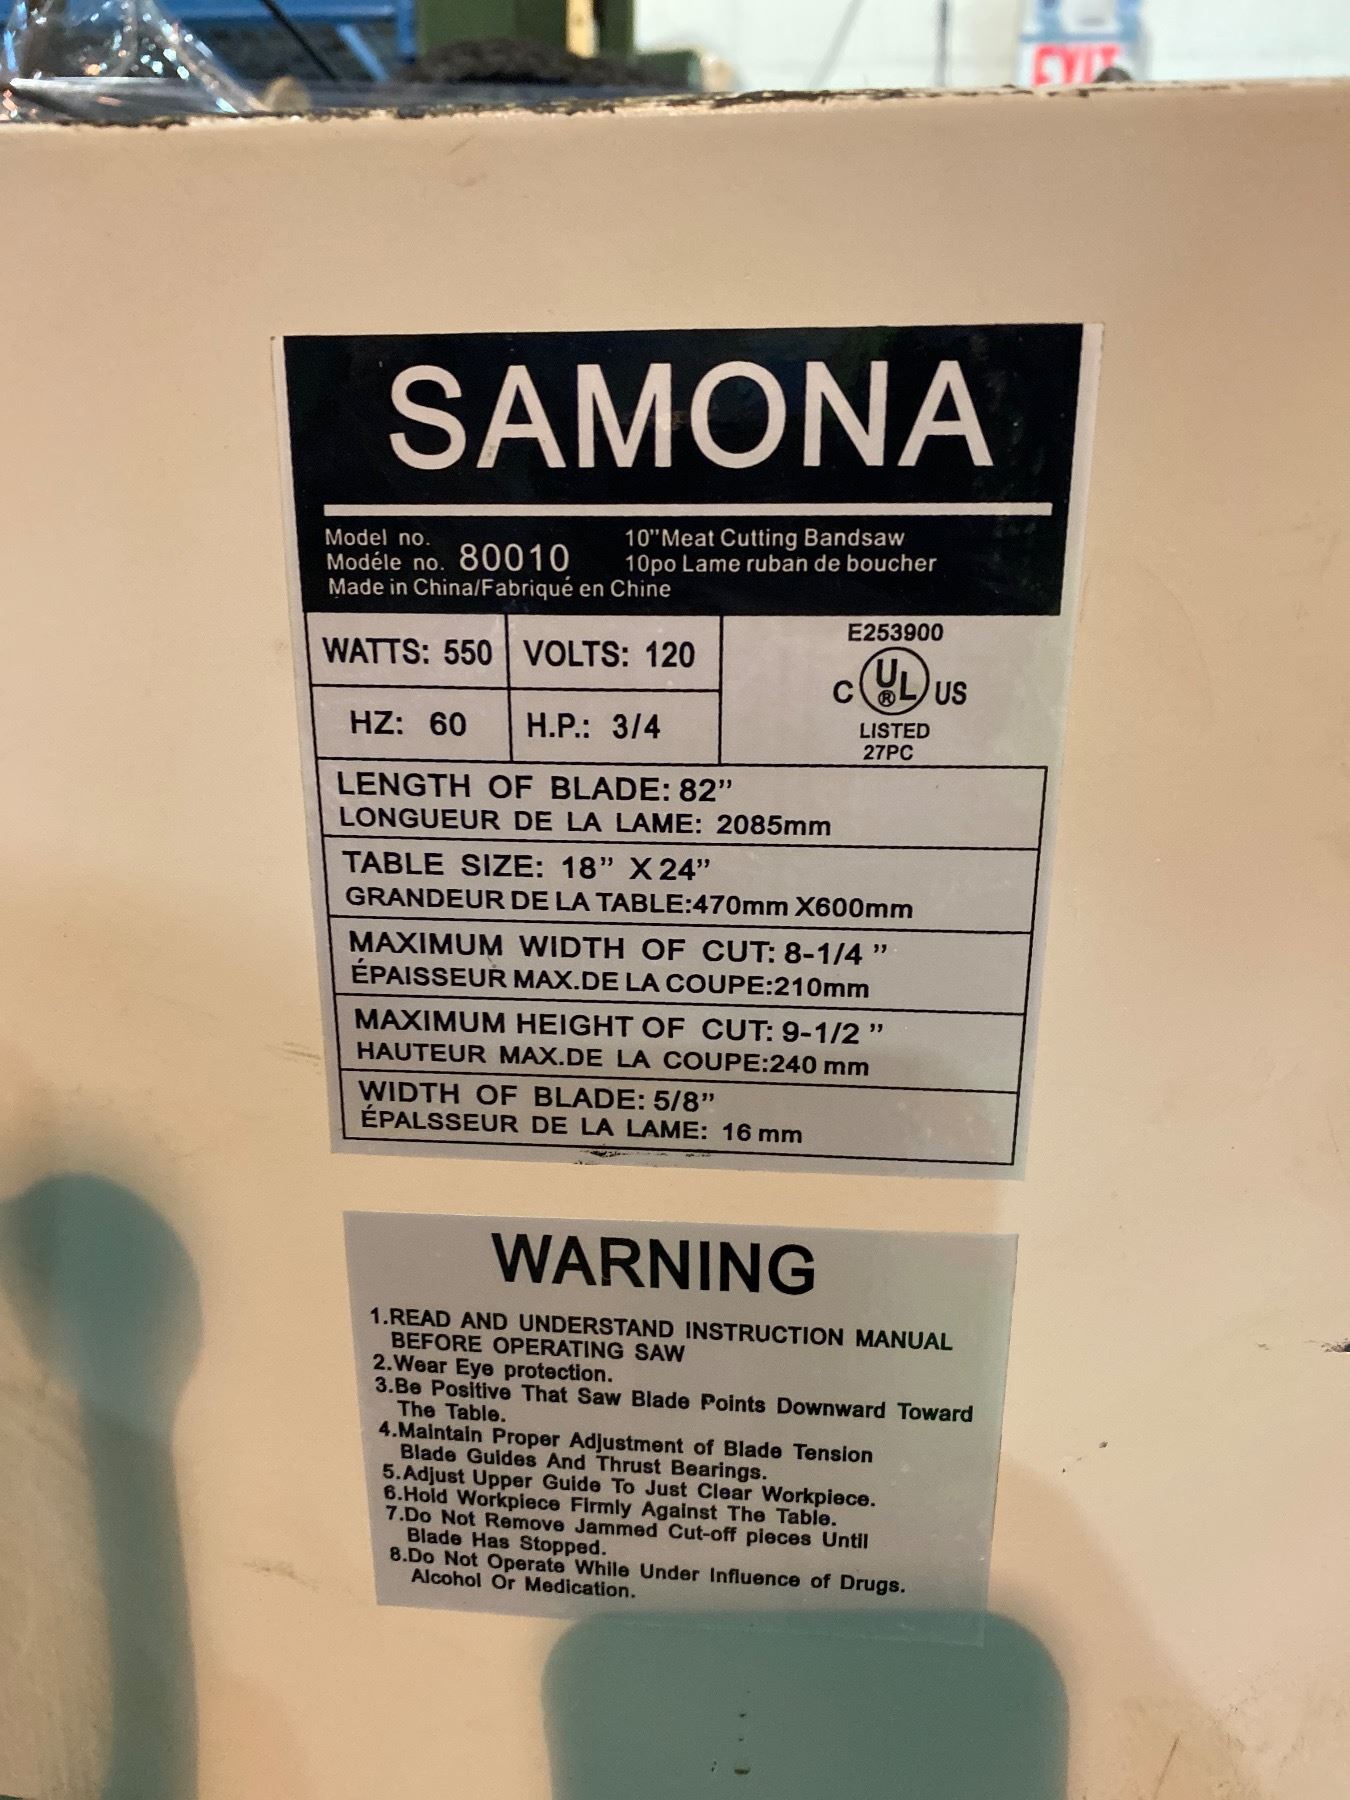 EXIT
SAMONA
Model no.
Modéle no. 80010
10"Meat Cutting Bandsaw
10po Lame ruban de boucher
Made in China/Fabriqué en Chine
WATTS: 550
VOLTS: 120
HZ: 60
H.P.: 3/4
E253900
C UL® US
LISTED
27PC
LENGTH OF BLADE: 82"
LONGUEUR DE LA LAME: 2085mm
TABLE SIZE: 18" X 24"
GRANDEUR DE LA TABLE:470mm X600mm
MAXIMUM WIDTH OF CUT: 8-1/4 "
ÉPAISSEUR MAX.DE LA COUPE:210mm
MAXIMUM HEIGHT OF CUT: 9-1/2 "
HAUTEUR MAX.DE LA COUPE:240 mm
WIDTH OF BLADE: 5/8"
ÉPALSSEUR DE LA LAME: 16 mm
WARNING
1.READ AND UNDERSTAND INSTRUCTION MANUAL
BEFORE OPERATING SAW
2.Wear Eye protection.
3.Be Positive That Saw Blade Points Downward Toward
The Table.
4.Maintain Proper Adjustment of Blade Tension
Blade Guides And Thrust Bearings.
5.Adjust Upper Guide To Just Clear Workpiece.
6.Hold Workpiece Firmly Against The Table.
7.Do Not Remove Jammed Cut-off pieces Until
Blade Has Stopped.
8.Do Not Operate While Under Influence of Drugs.
Alcohol Or Medication.